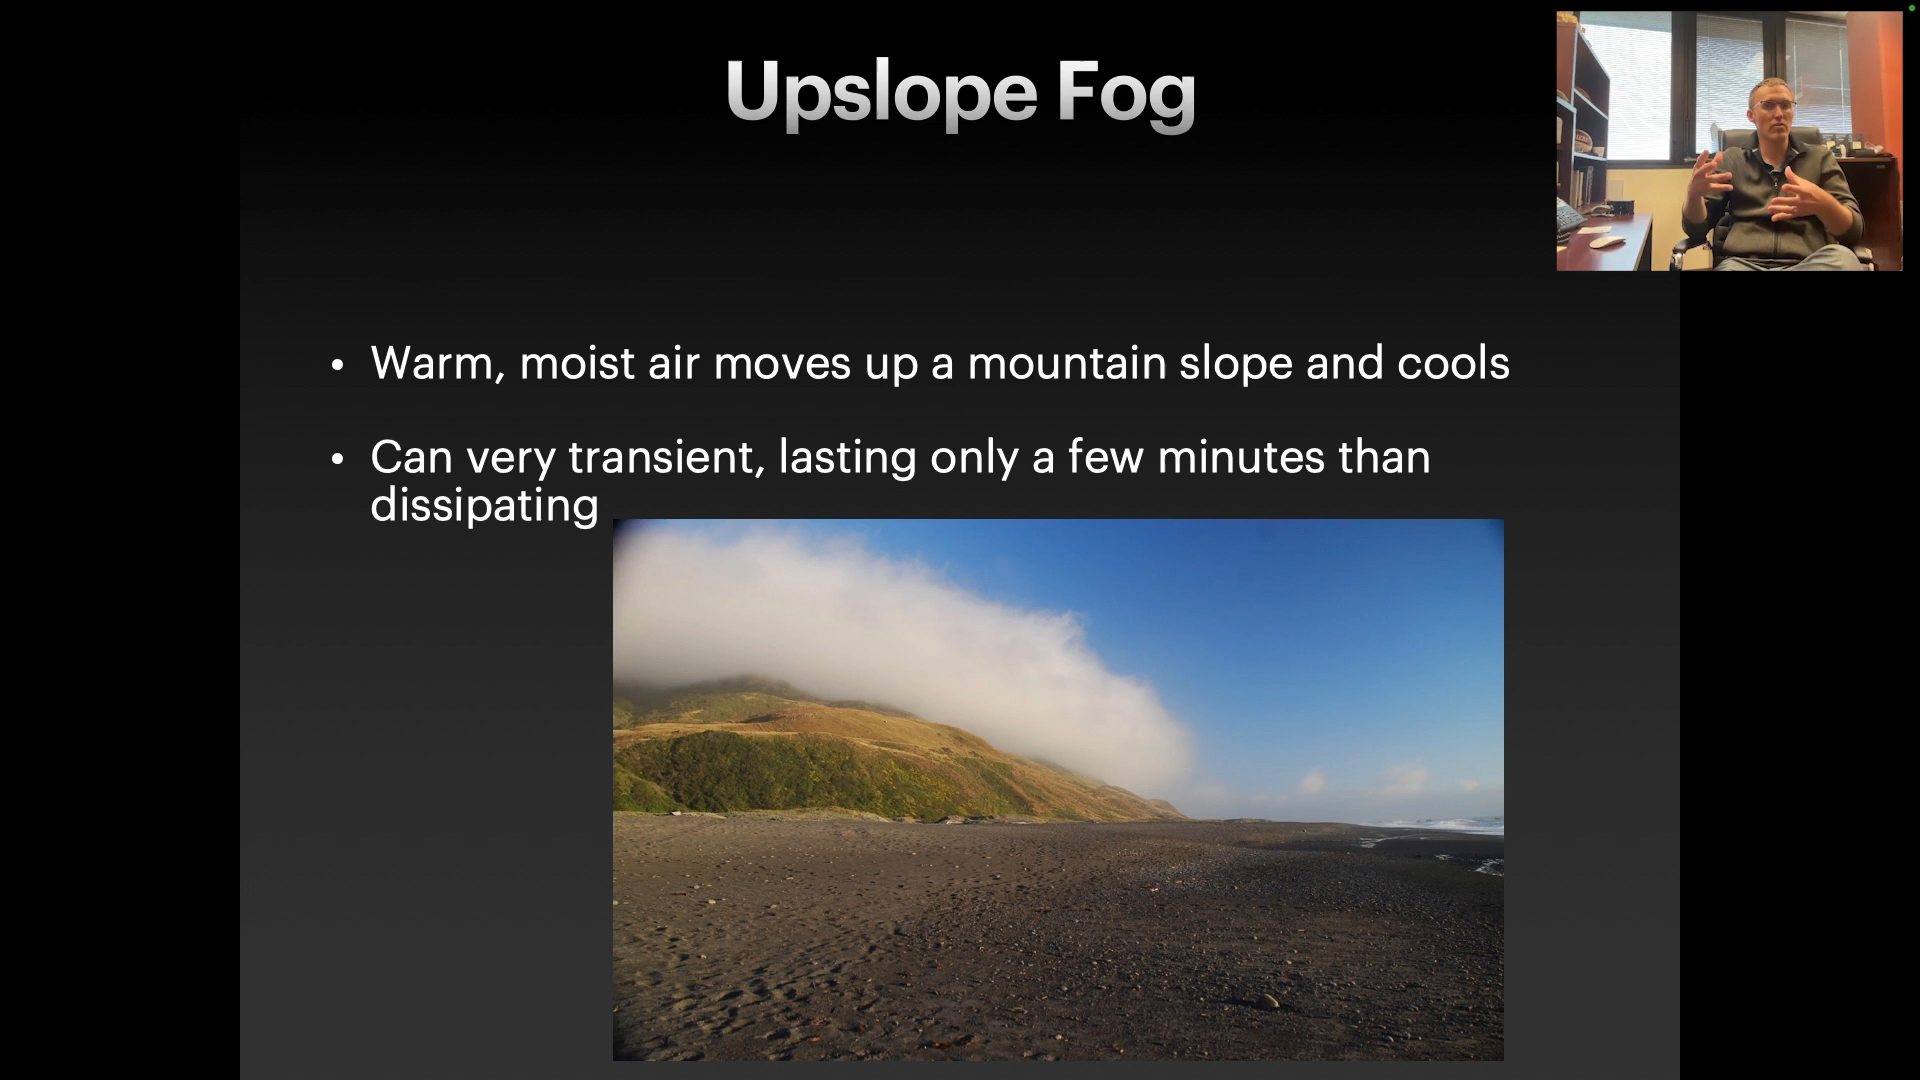 Upslope Fog
• Warm, moist air moves up a mountain slope and cools
• Can very transient, lasting only a few minutes than
dissipating